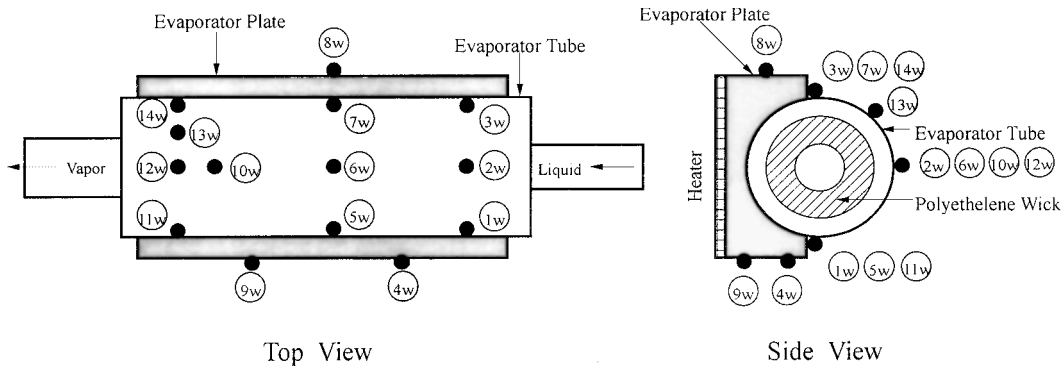 Evaporator Plate
8w
Evaporator Tube
14w
13w
7w
3w
Vapor
12w
10w
6w
2w
Liquid
11w
5w
1w
9w
4w
Top View
Evaporator Plate
8w
3w 7w 14w
13w
Evaporator Tube
2w 6w 10w 12w
Heater
Polyethelene Wick
1w 5w 11w
9w 4w
Side View